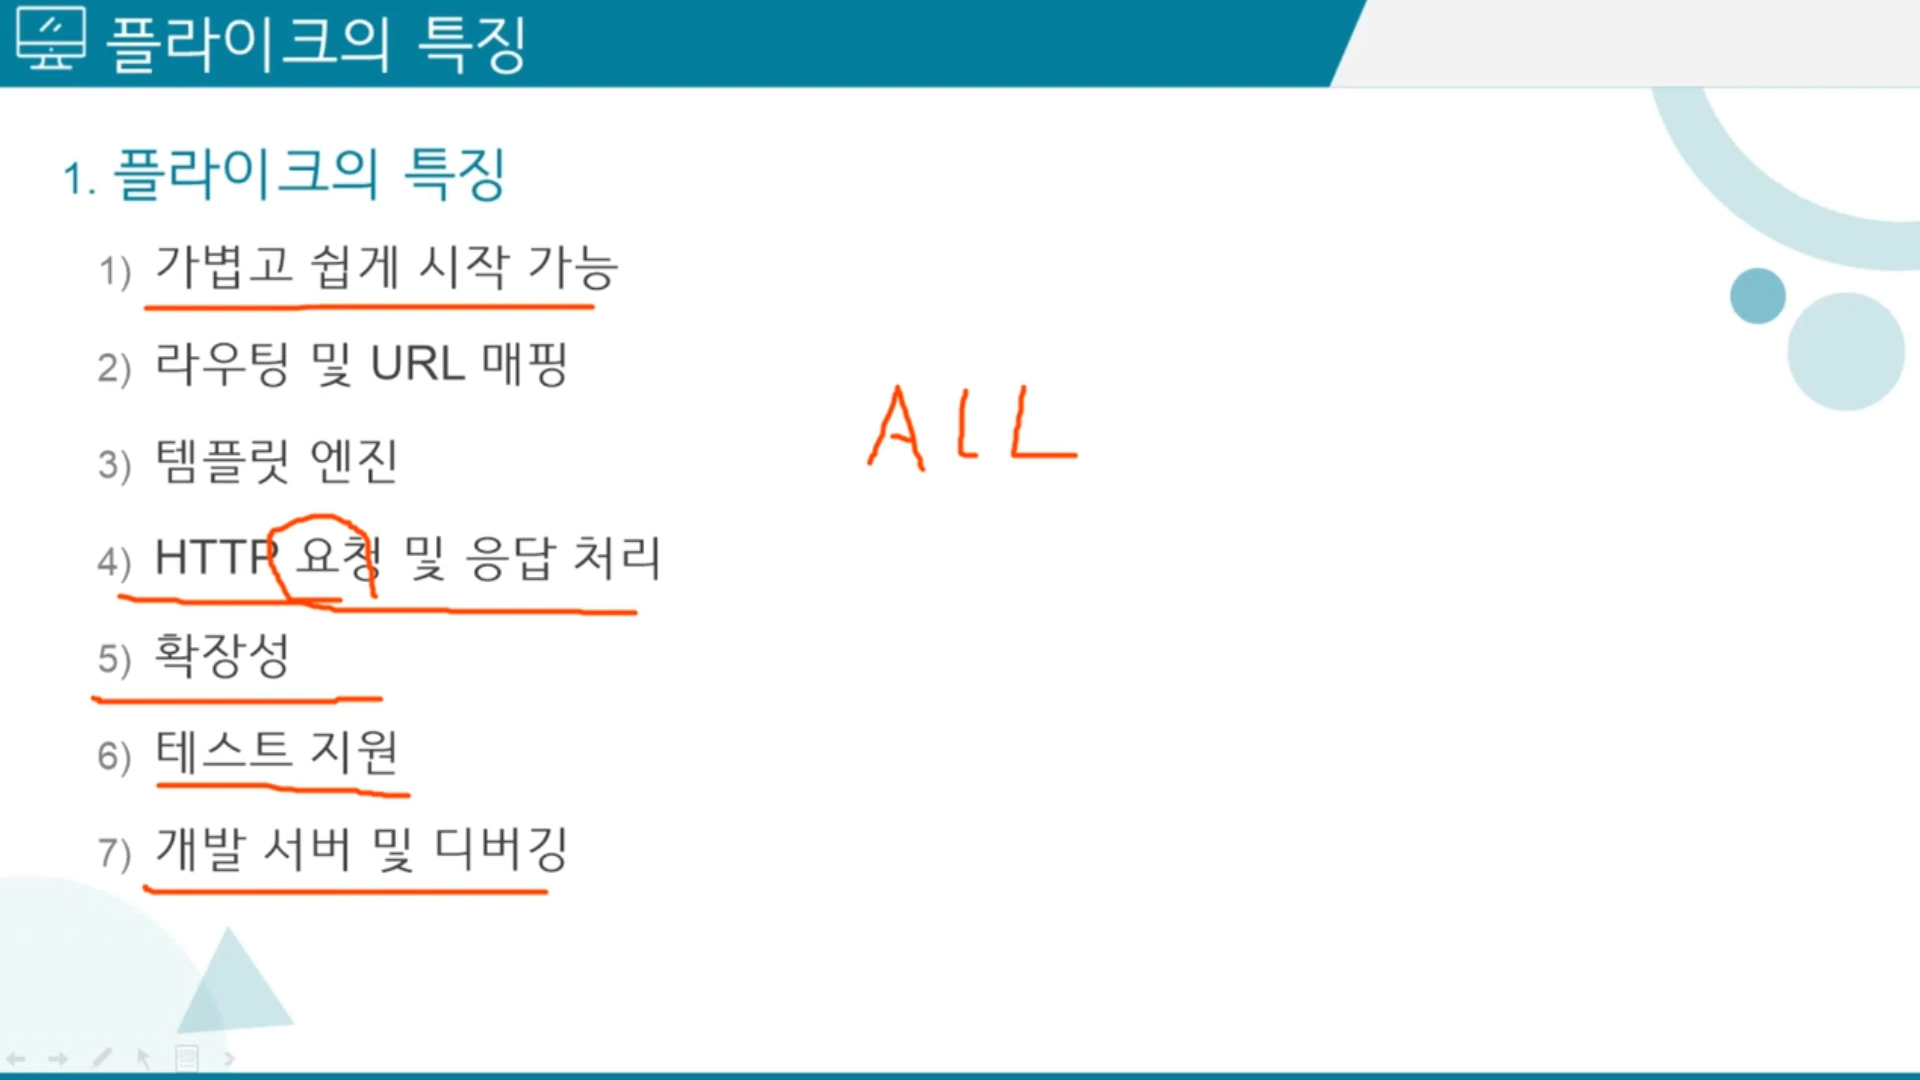 플라이크의 특징
1. 플라이크의 특징
1) 가볍고 쉽게 시작 가능
2) 라우팅 및 URL 매핑
3) 템플릿 엔진
4) HTTP 요청 및 응답 처리
5) 확장성
6) 테스트 지원
7) 개발 서버 및 디버깅
AlL